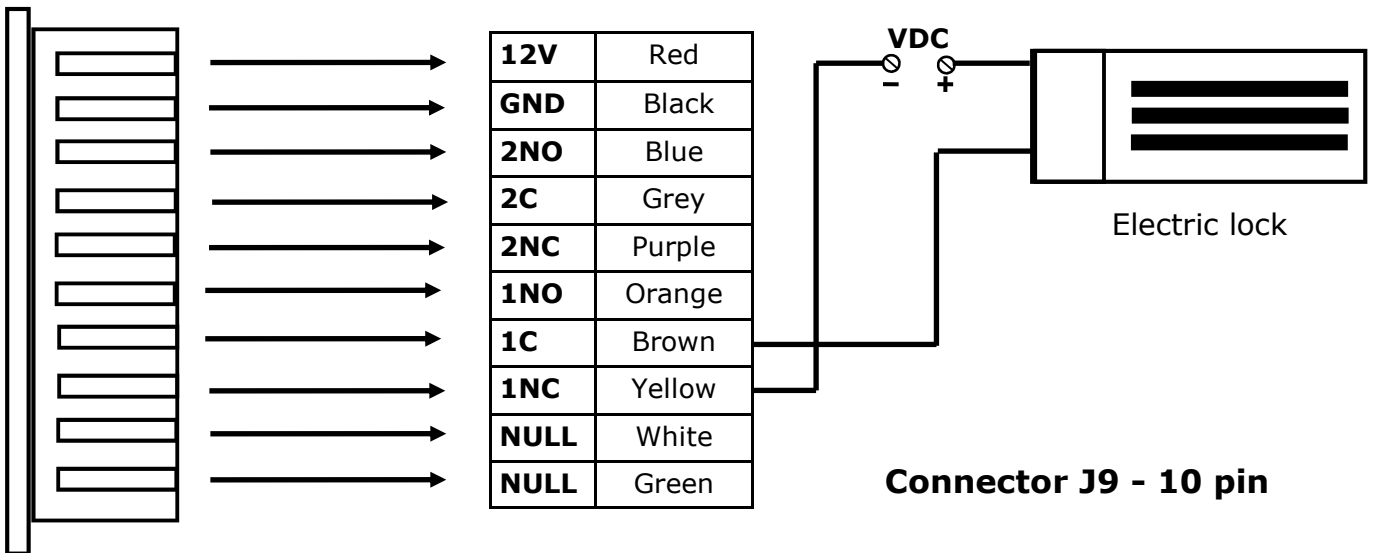 VDC
- +
12V Red
GND Black
2NO Blue
2C Grey
2NC Purple
1NO Orange
1C Brown
1NC Yellow
NULL White
NULL Green
Electric lock
Connector J9 - 10 pin